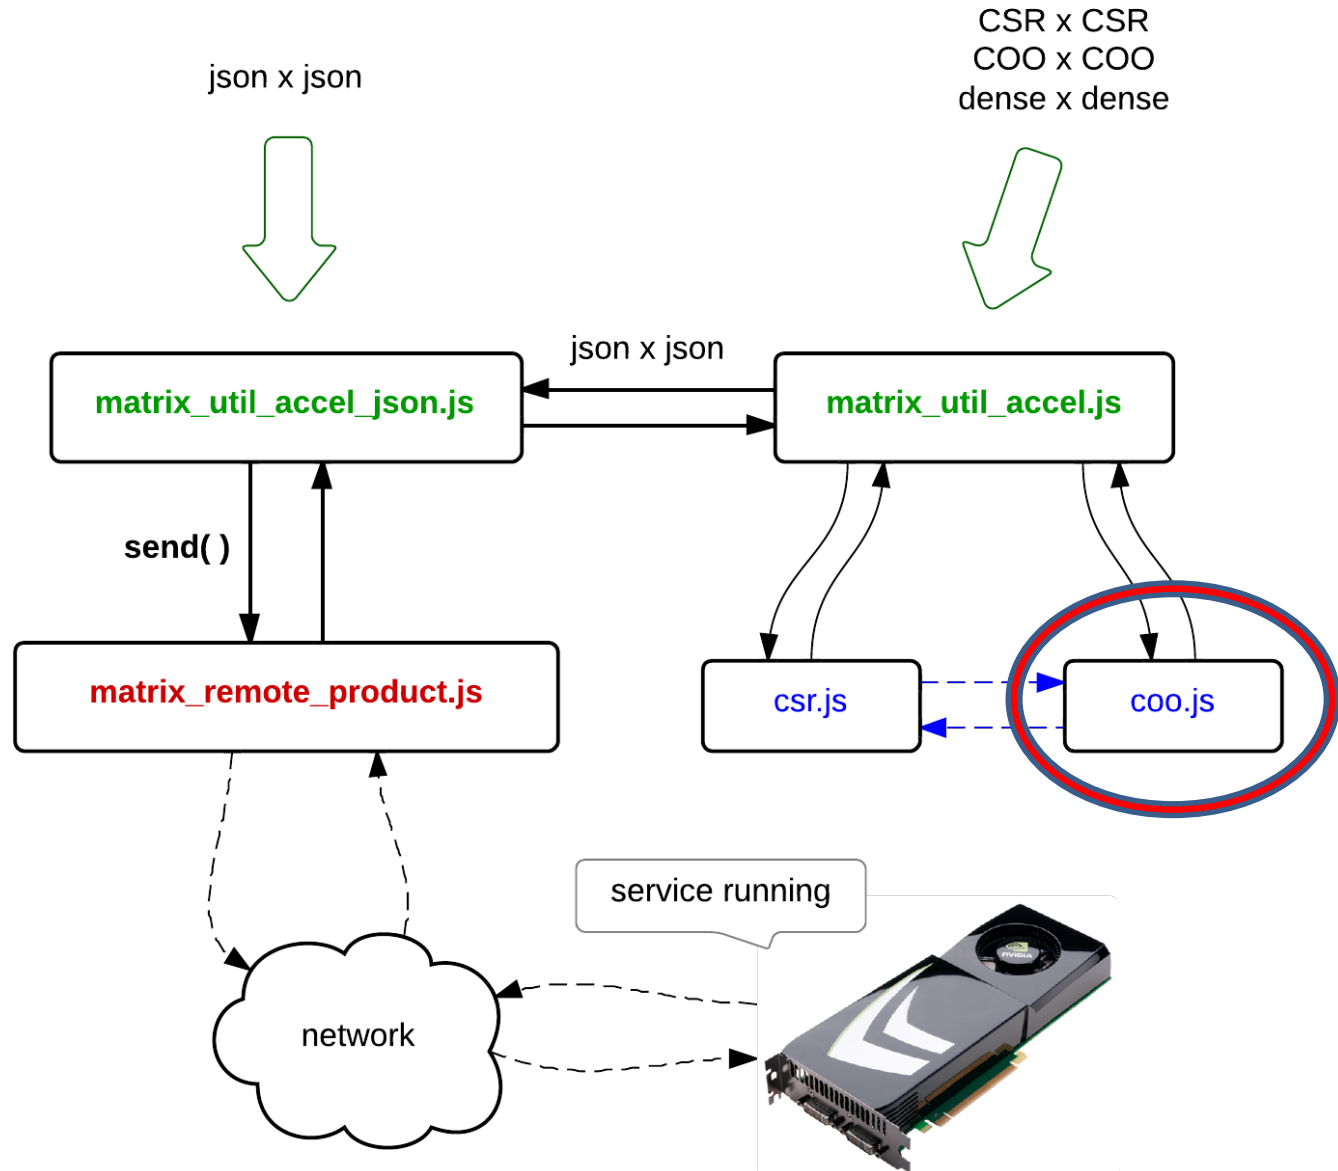 CSR x CSR
COO x COO
dense x dense
json x json
json x json
matrix_util_accel_json.js
matrix_util_accel.js
send( )
matrix_remote_product.js
csr.js
coo.js
service running
NVIDIA
network